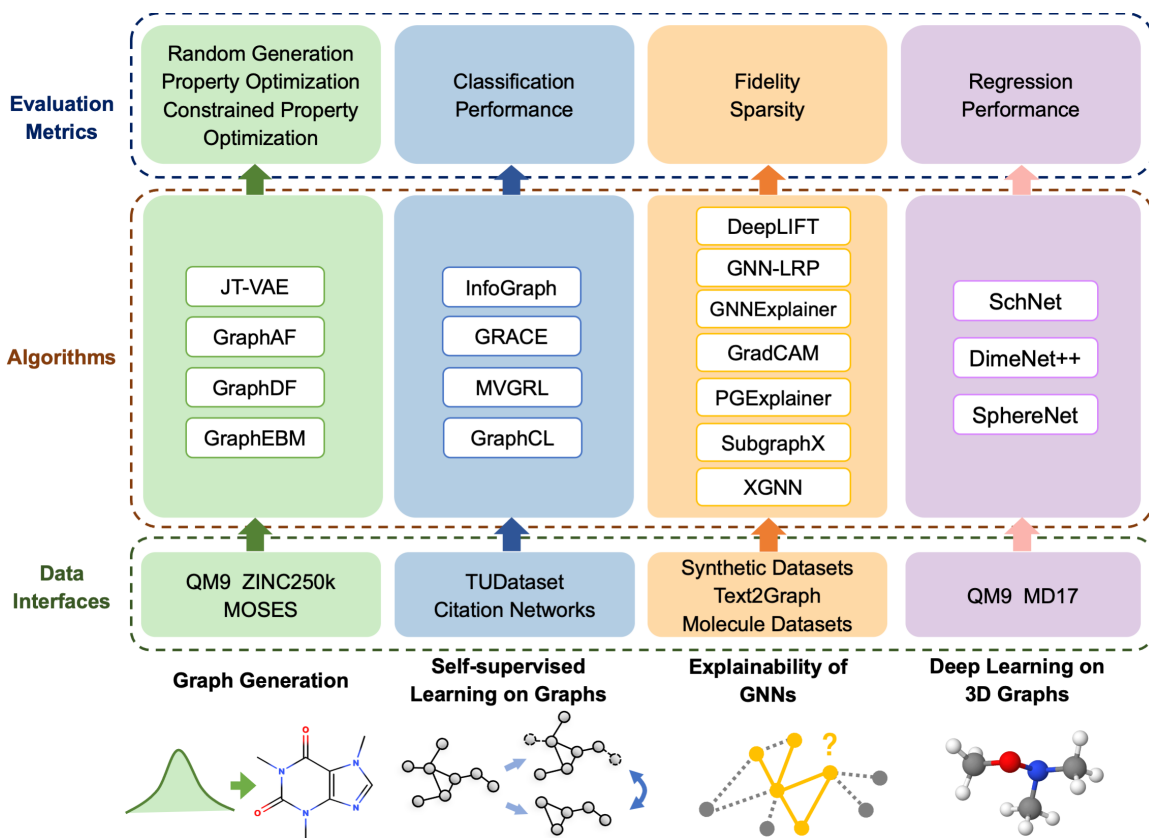 Evaluation
Metrics
Random Generation
Property Optimization
Constrained Property
Optimization
Classification
Performance
Fidelity
Sparsity
Regression
Performance
Algorithms
JT-VAE
GraphAF
GraphDF
GraphEBM
InfoGraph
GRACE
MVGRL
GraphCL
DeepLIFT
GNN-LRP
GNNExplainer
GradCAM
PGExplainer
SubgraphX
XGNN
SchNet
DimeNet++
SphereNet
Data
Interfaces
QM9 ZINC250k
MOSES
TUDataset
Citation Networks
Synthetic Datasets
Text2Graph
Molecule Datasets
QM9 MD17
Graph Generation
Self-supervised
Learning on Graphs
Explainability of
GNNs
Deep Learning on
3D Graphs
O
N
N
O
N
N
?